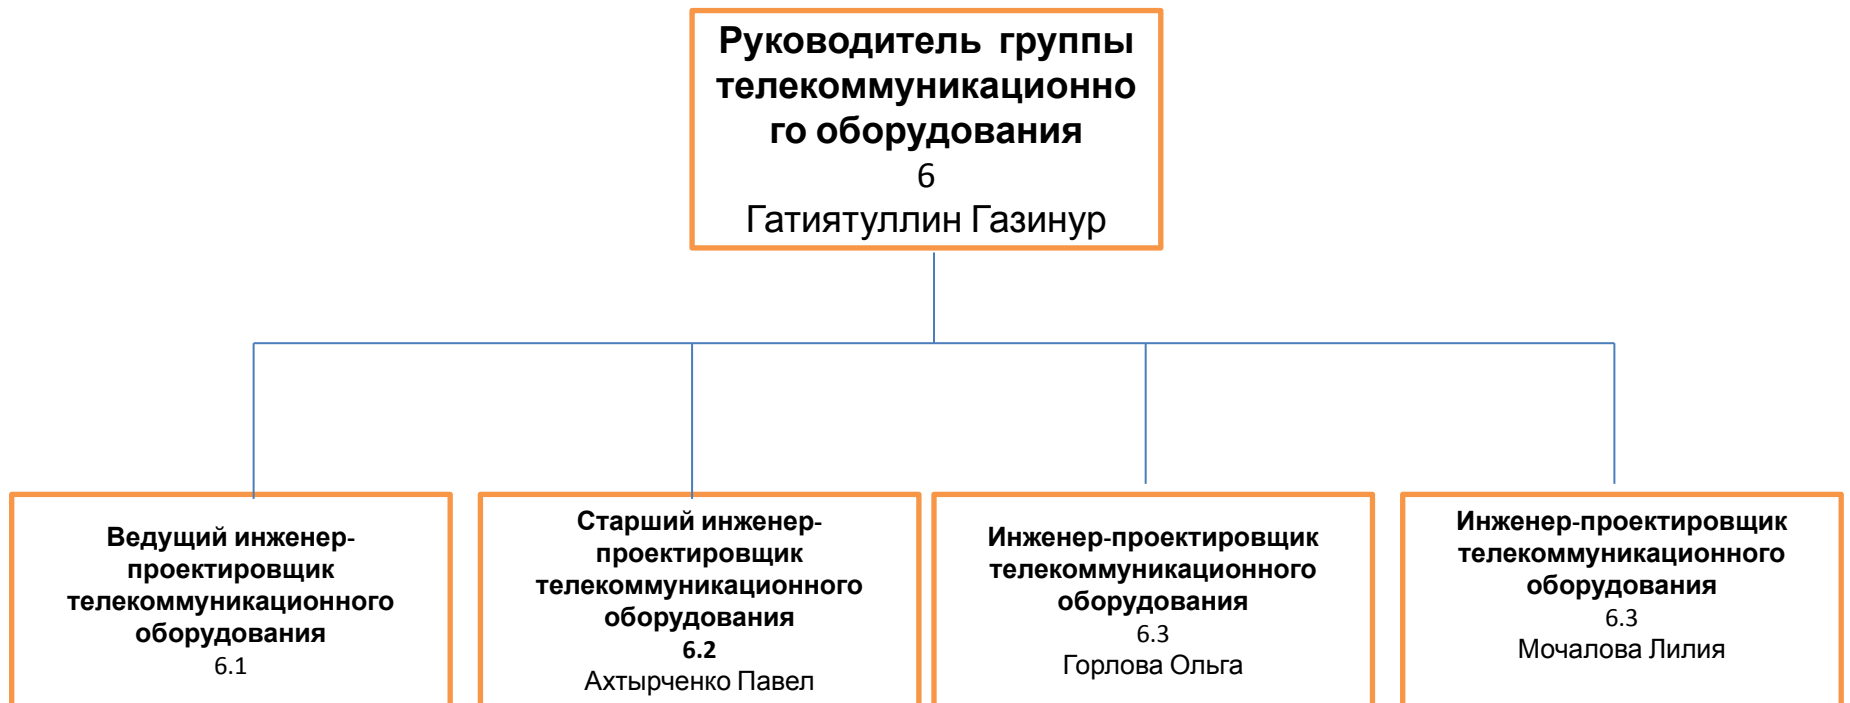 Руководитель группы
телекоммуникационно
го оборудования
6
Гатиятуллин Газинур
Ведущий инженер-
проектировщик
телекоммуникационного
оборудования
6.1
Старший инженер-
проектировщик
телекоммуникационного
оборудования
6.2
Ахтырченко Павел
Инженер-проектировщик
телекоммуникационного
оборудования
6.3
Горлова Ольга
Инженер-проектировщик
телекоммуникационного
оборудования
6.3
Мочалова Лилия